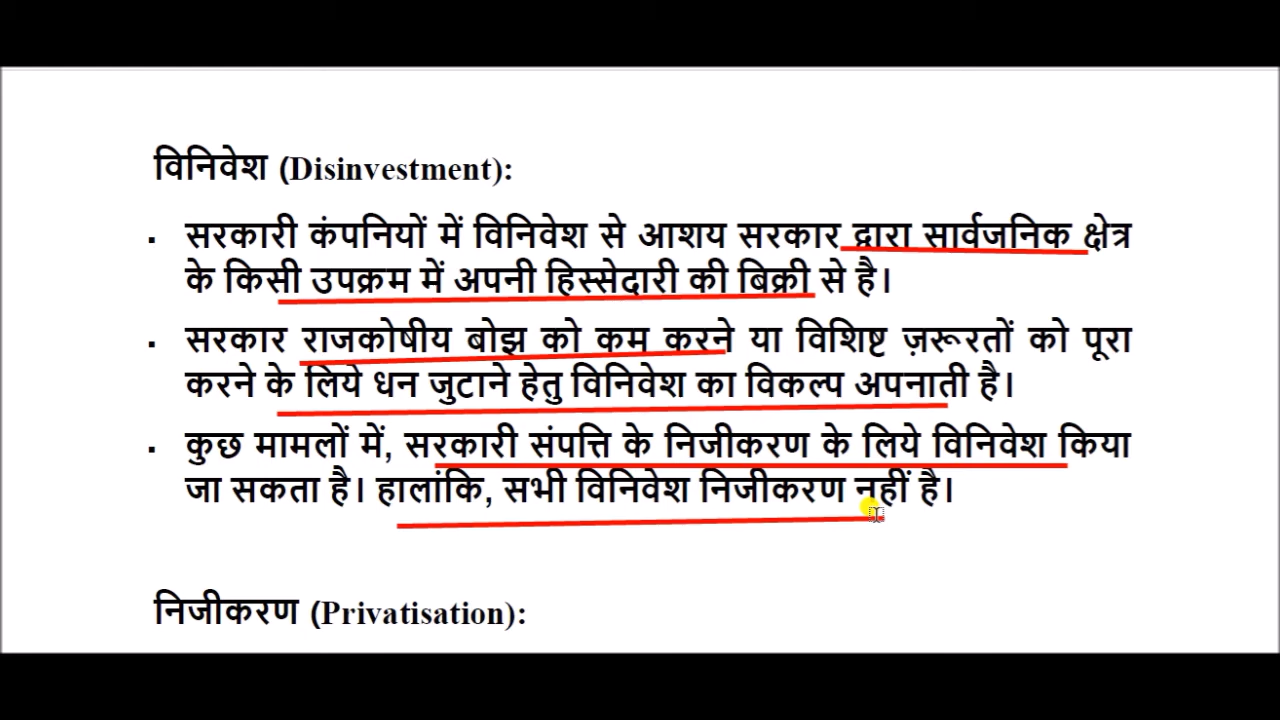 विनिवेश (Disinvestment):
▪ सरकारी कंपनियों में विनिवेश से आशय सरकार द्वारा सार्वजनिक क्षेत्र
के किसी उपक्रम में अपनी हिस्सेदारी की बिक्री से है।
▪ सरकार राजकोषीय बोझ को कम करने या विशिष्ट ज़रूरतों को पूरा
करने के लिये धन जुटाने हेतु विनिवेश का विकल्प अपनाती है।
▪ कुछ मामलों में, सरकारी संपत्ति के निजीकरण के लिये विनिवेश किया
जा सकता है। हालांकि, सभी विनिवेश निजीकरण नहीं है।
निजीकरण (Privatisation):